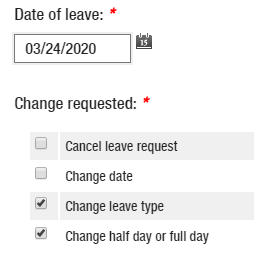 Date of leave: *
03/24/2020
15
Change requested: *
Cancel leave request
Change date
Change leave type
Change half day or full day